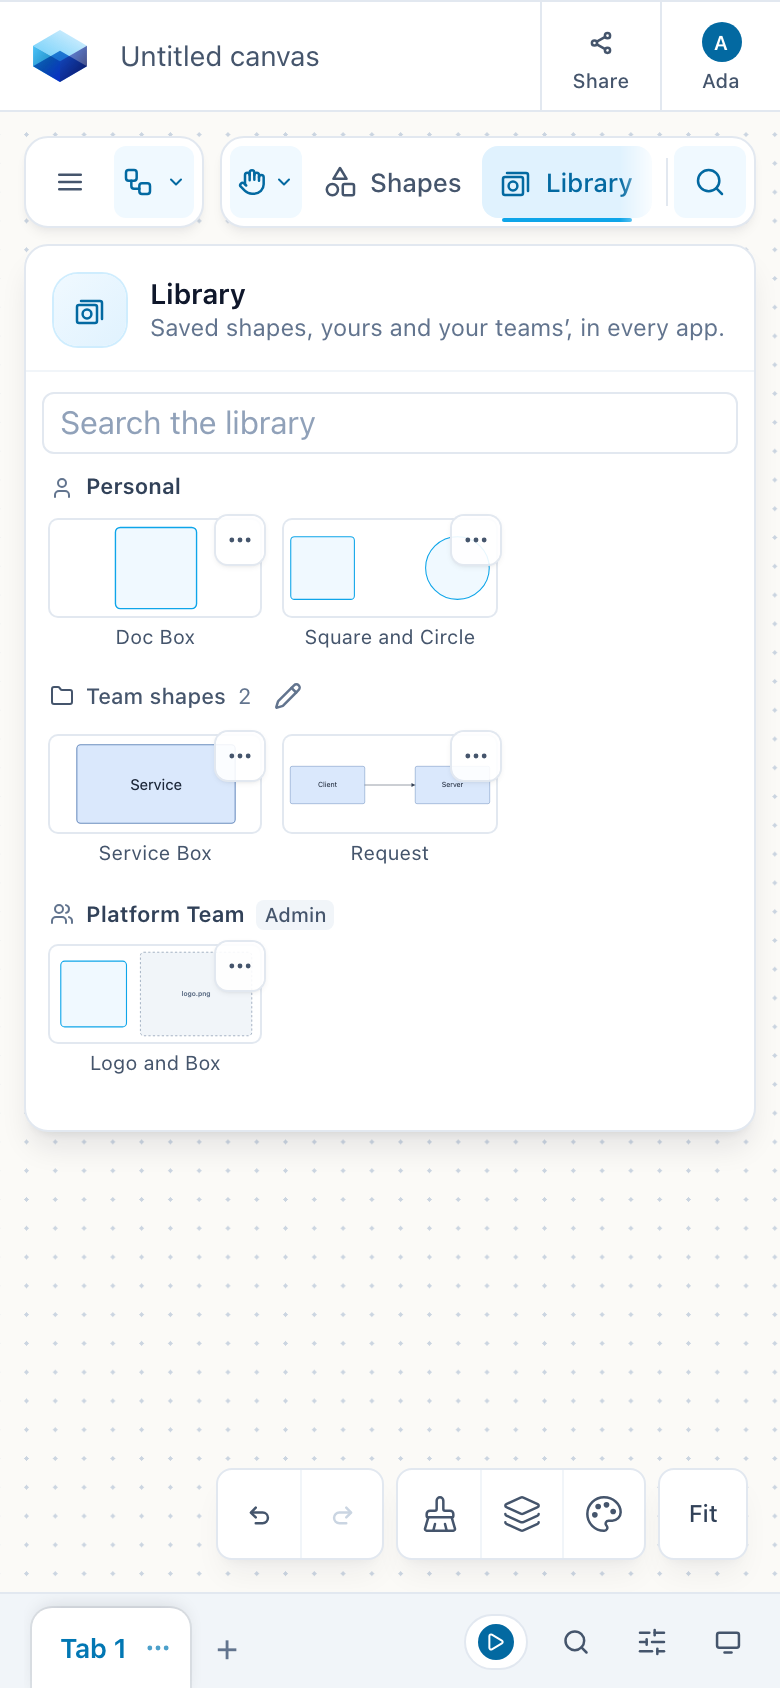 Untitled canvas
Share
A
Ada
Shapes
Library
Library
Saved shapes, yours and your teams’, in every app.
Search the library
Personal
Doc Box
Square and Circle
Team shapes 2
Service
Client
Server
Service Box
Request
Platform Team Admin
logo.png
Logo and Box
Fit
Tab 1